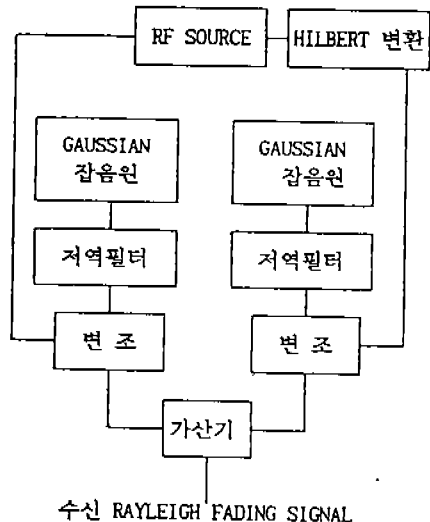 RF SOURCE
HILBERT 변환
GAUSSIAN
잡음원
GAUSSIAN
잡음원
저역필터
저역필터
변 조
변 조
가산기
수신 RAYLEIGH FADING SIGNAL